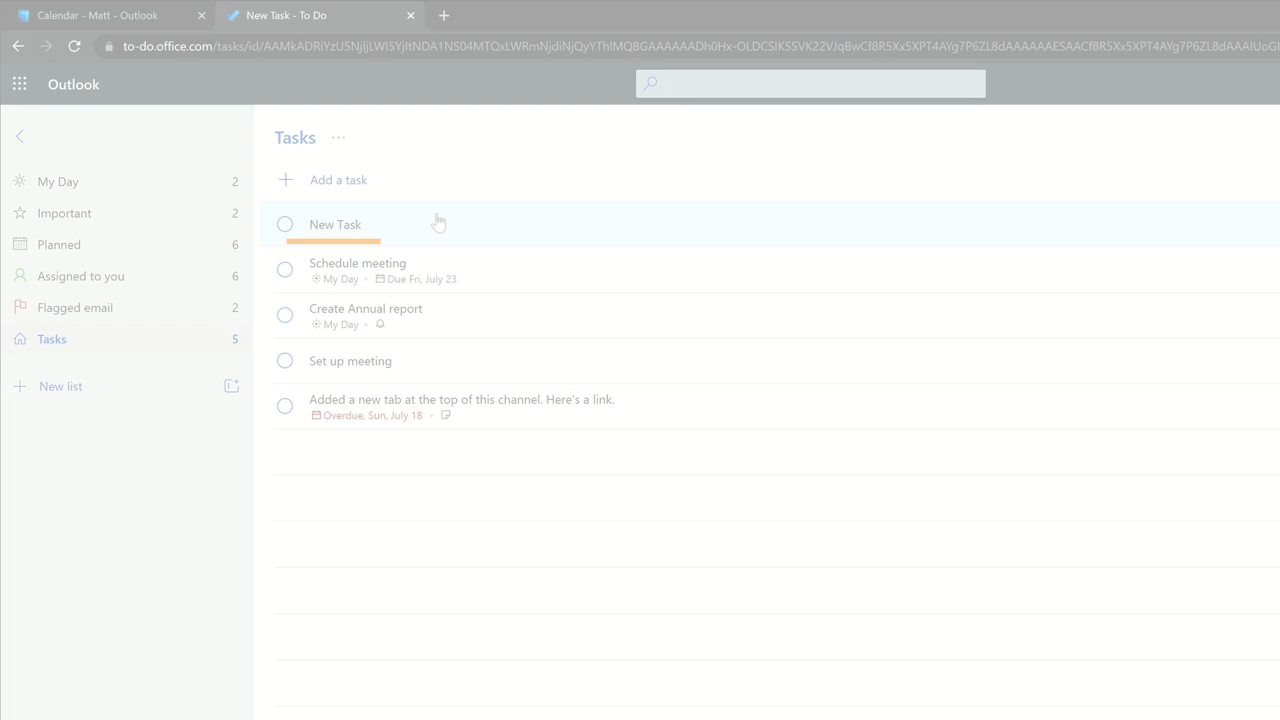 Calendar - Matt - Outlook
New Task - To Do
Outlook
Tasks
Add a task
My Day 2
Important 2
Planned 6
Assigned to you 6
Flagged email 2
Tasks 5
New list
New Task
Schedule meeting
My Day • Due Fri, July 23
Create Annual report
My Day •
Set up meeting
Added a new tab at the top of this channel. Here's a link.
Overdue, Sun, July 18 •